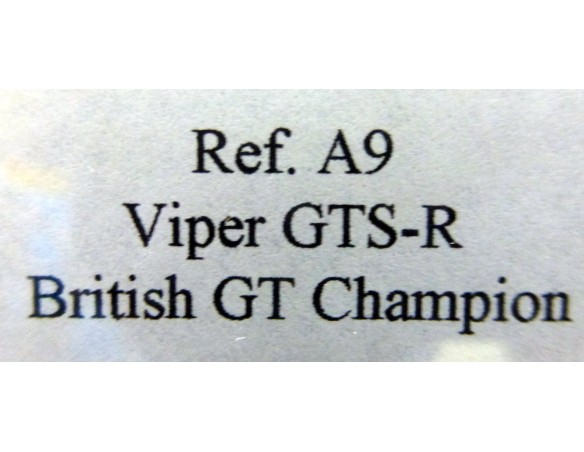 Ref. A9
Viper GTS-R
British GT Champion